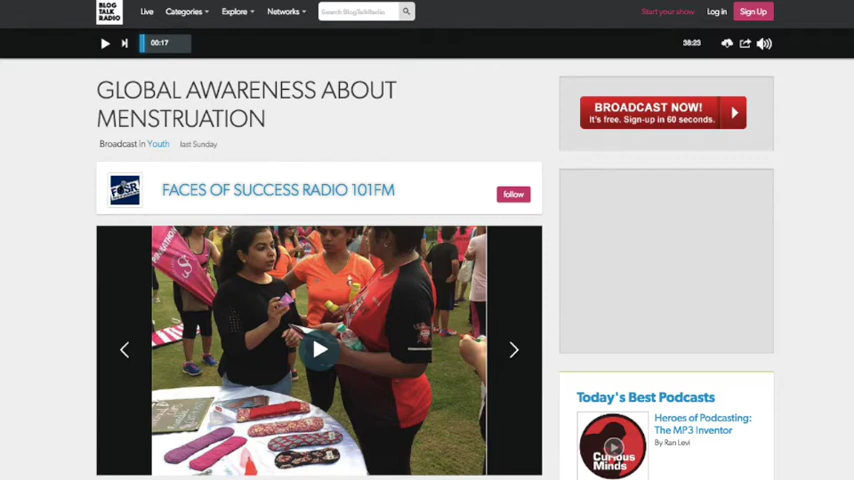 BLOG
TALK
RADIO
Live Categories Explore Networks Search BlogTalkRadio Start your show Log in Sign Up
00:17 58:23
GLOBAL AWARENESS ABOUT
MENSTRUATION
Broadcast in Youth last Sunday
FOSR
FACES OF SUCCESS RADIO 101FM
follow
BROADCAST NOW!
It's free. Sign-up in 60 seconds.
Today's Best Podcasts
Curious
Minds
Heroes of Podcasting:
The MP3 Inventor
By Ran Levi